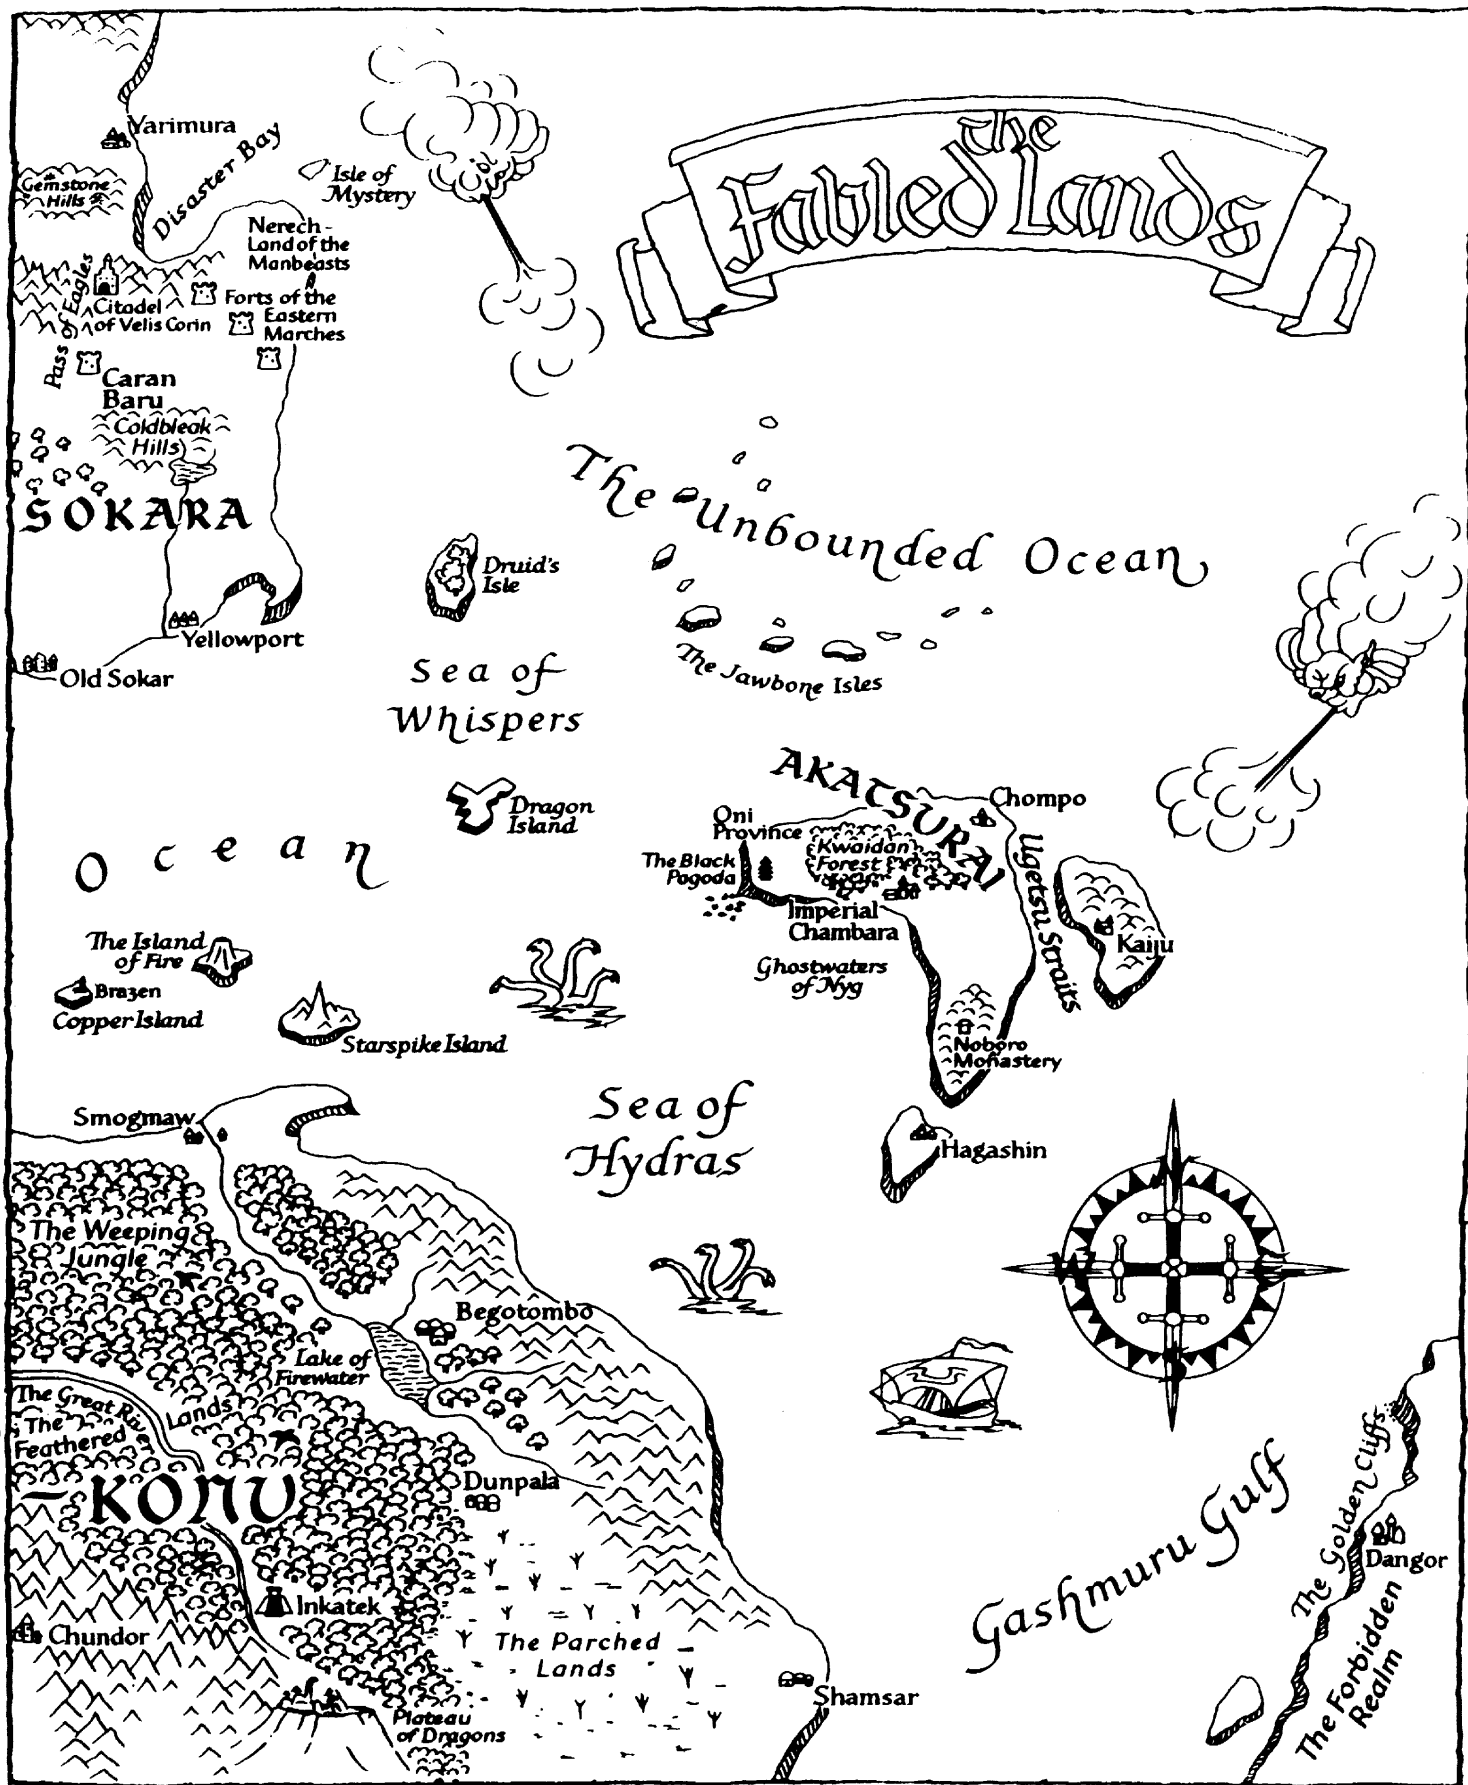 The
Fabled Lands
Yarimura
Disaster Bay
Isle of
Mystery
Gemstone
Hills
Nerech -
Land of the
Manbeasts
Pass of Eagles
Citadel
of Velis Corin
Forts of the
Eastern
Marches
Caran
Baru
Coldbleak
Hills
SOKARA
The Unbounded Ocean
Druid's
Isle
Yellowport
Old Sokar
Sea of
Whispers
The Jawbone Isles
AKATSURAI
Dragon
Island
Chompo
Oni
Province
Kwaidan
Forest
The Black
Pagoda
Ugetsu Straits
Ocean
Imperial
Chambara
Kaiju
The Island
of Fire
Ghostwaters
of Nyg
Brazen
Copper Island
Starspike Island
Noboro
Monastery
Smogmaw
Sea of
Hydras
Hagashin
N
W
E
S
The Weeping
Jungle
Begotombo
Lake of
Firewater
The Great River
The
Feathered
Lands
KONU
Dunpala
The Golden Cliffs
Gashmuru Gulf
Dangor
Inkatek
Chundor
The Parched
Lands
The Forbidden
Realm
Shamsar
Plateau
of Dragons